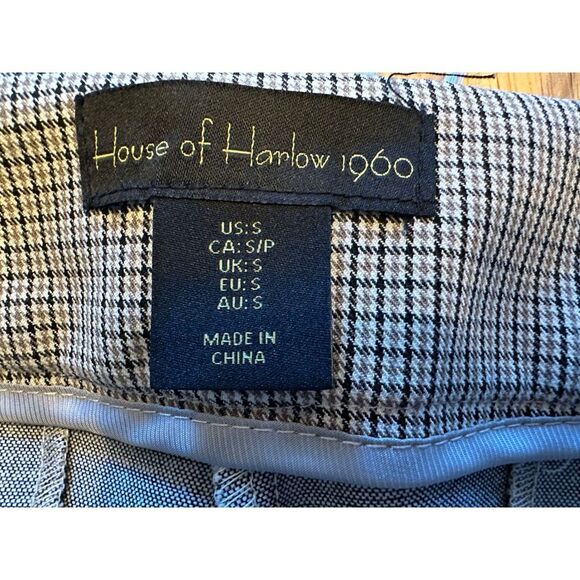 House of Harlow 1960
US: S
CA: S/P
UK: S
EU: S
AU: S
MADE IN
CHINA